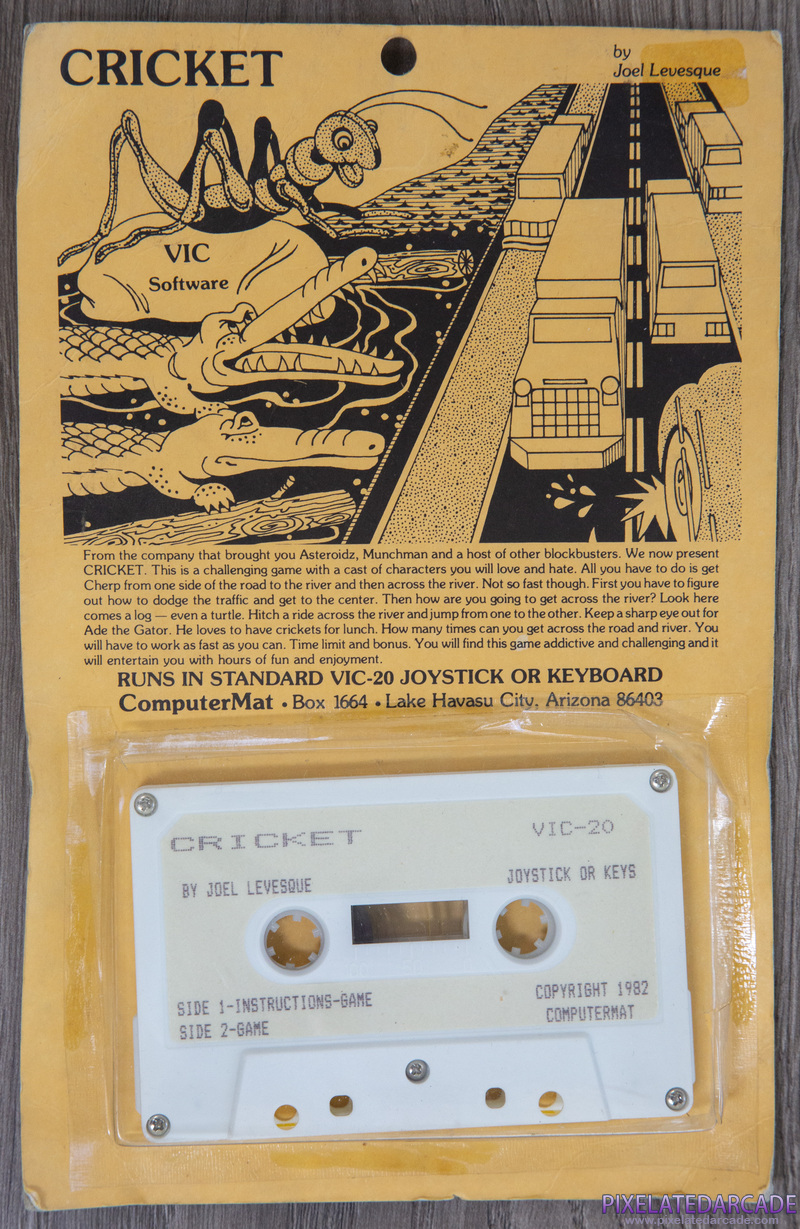 CRICKET
by
Joel Levesque
VIC
Software
From the company that brought you Asteroidz, Munchman and a host of other blockbusters. We now present
CRICKET. This is a challenging game with a cast of characters you will love and hate. All you have to do is get
Cherp from one side of the road to the river and then across the river. Not so fast though. First you have to figure
out how to dodge the traffic and get to the center. Then how are you going to get across the river? Look here
comes a log — even a turtle. Hitch a ride across the river and jump from one to the other. Keep a sharp eye out for
Ade the Gator. He loves to have crickets for lunch. How many times can you get across the road and river. You
will have to work as fast as you can. Time limit and bonus. You will find this game addictive and challenging and it
will entertain you with hours of fun and enjoyment.
RUNS IN STANDARD VIC-20 JOYSTICK OR KEYBOARD
ComputerMat • Box 1664 • Lake Havasu City, Arizona 86403
CRICKET
VIC-20
BY JOEL LEVESQUE
JOYSTICK OR KEYS
SIDE 1-INSTRUCTIONS-GAME
SIDE 2-GAME
COPYRIGHT 1982
COMPUTERMAT
PIXELATEDARCADE
www.pixelatedarcade.com